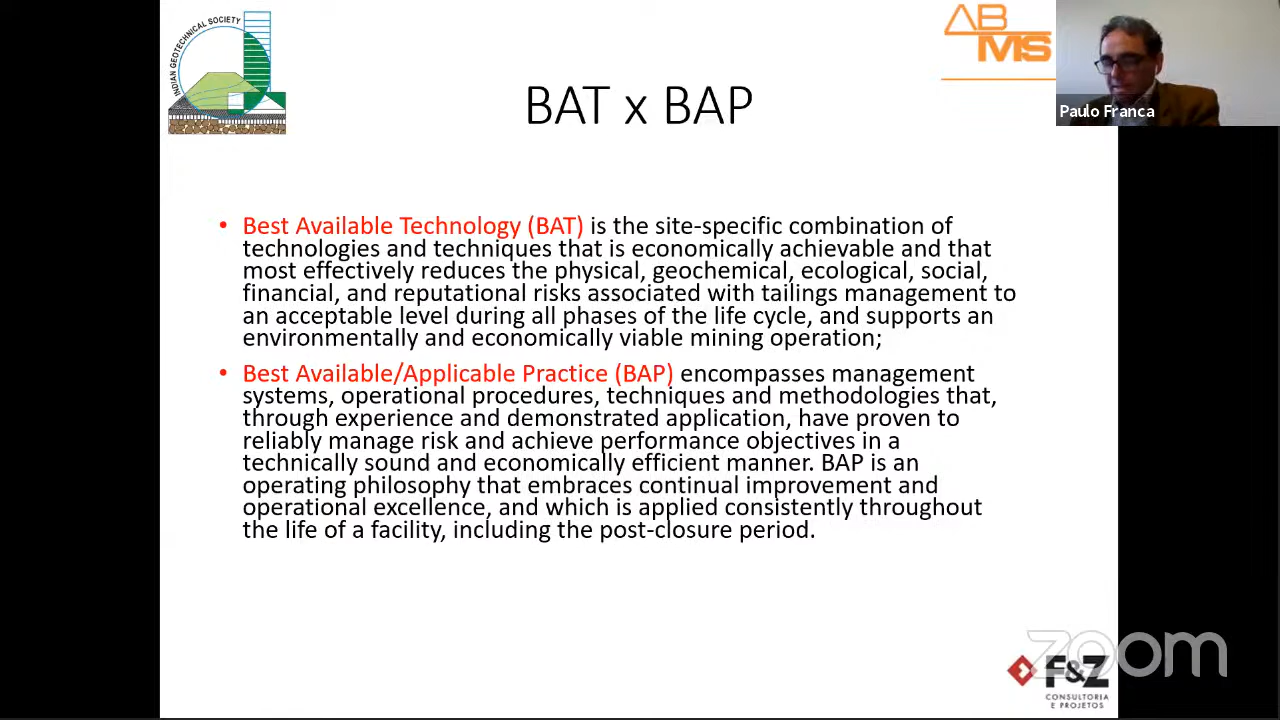 INDIAN GEOTECHNICAL SOCIETY
AB
MS
Paulo Franca
BAT x BAP
• Best Available Technology (BAT) is the site-specific combination of
technologies and techniques that is economically achievable and that
most effectively reduces the physical, geochemical, ecological, social,
financial, and reputational risks associated with tailings management to
an acceptable level during all phases of the life cycle, and supports an
environmentally and economically viable mining operation;
• Best Available/Applicable Practice (BAP) encompasses management
systems, operational procedures, techniques and methodologies that,
through experience and demonstrated application, have proven to
reliably manage risk and achieve performance objectives in a
technically sound and economically efficient manner. BAP is an
operating philosophy that embraces continual improvement and
operational excellence, and which is applied consistently throughout
the life of a facility, including the post-closure period.
zoom
F&Z
CONSULTORIA
E PROJETOS